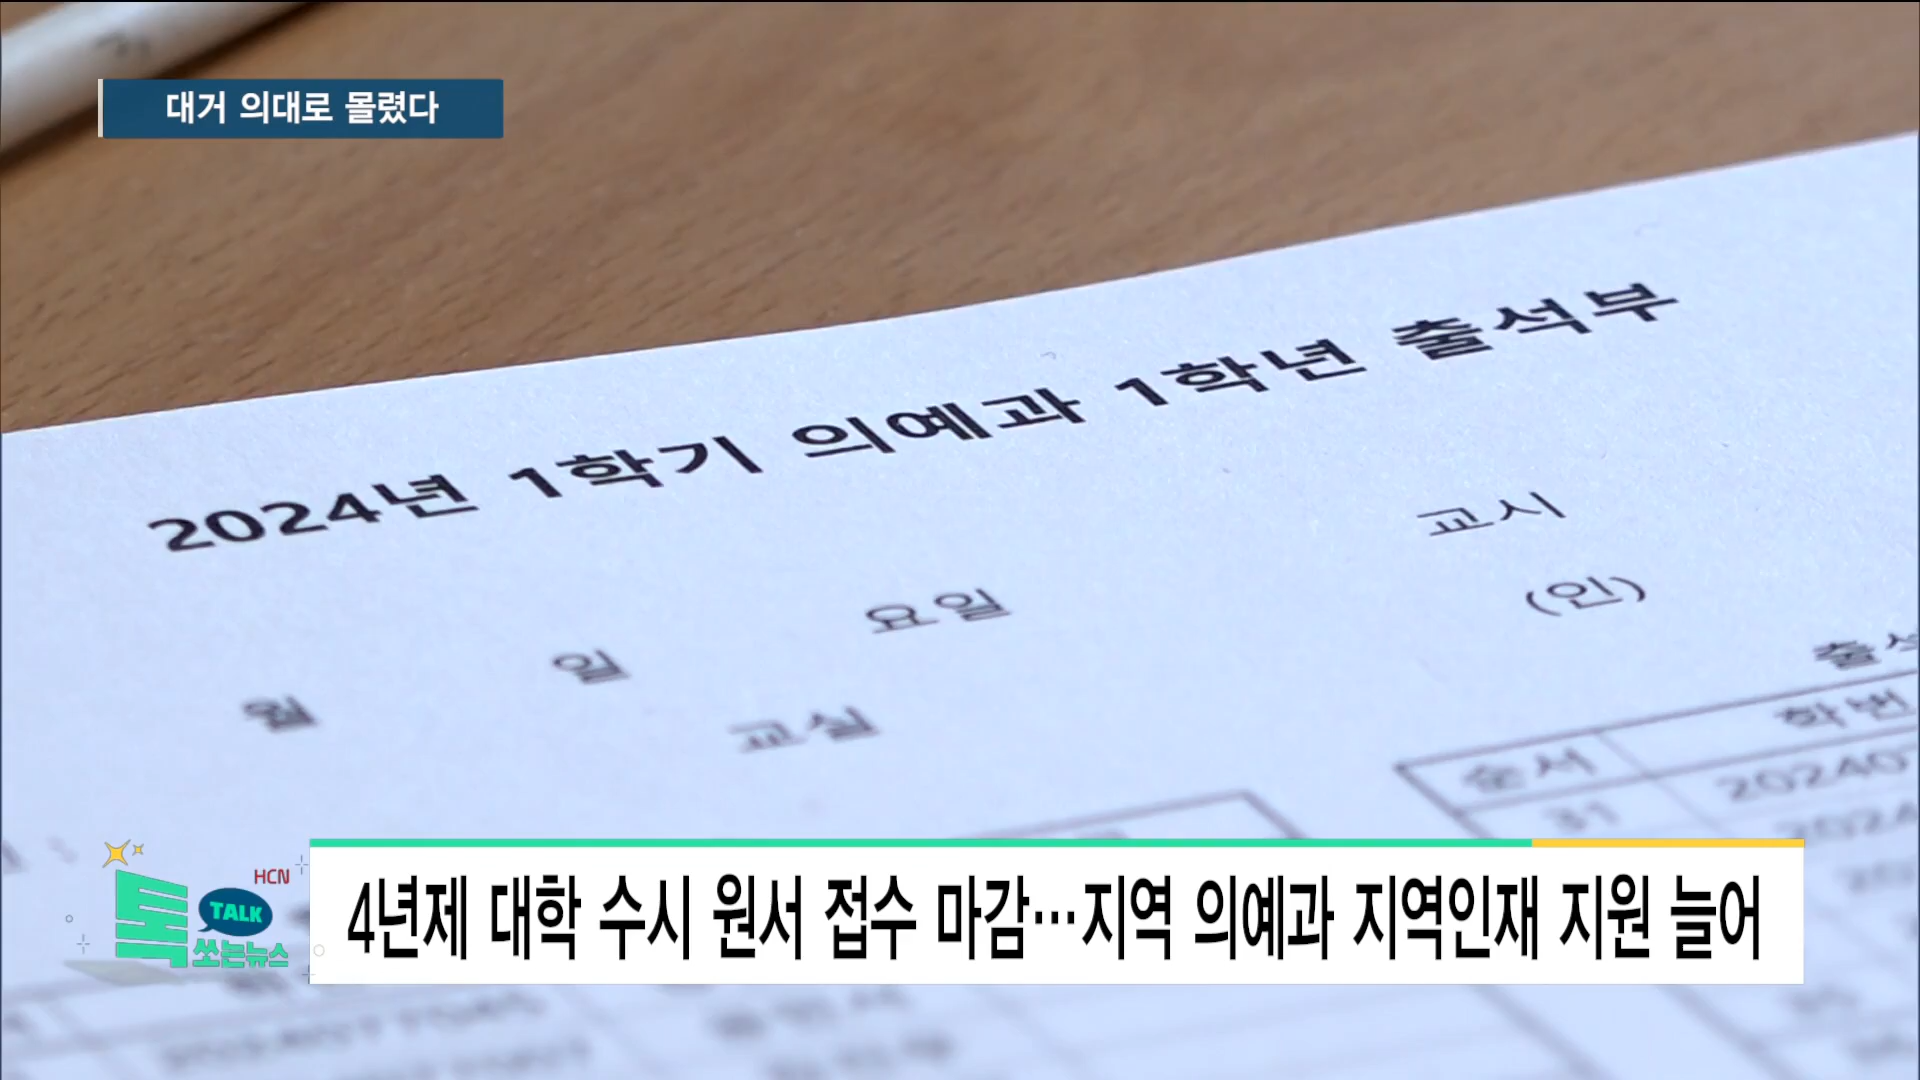 대거 의대로 몰렸다
2024년 1학기 의예과 1학년 출석부
교시
요일
(인)
일
월
교실
출석
학번
순서
31
HCN
톡
TALK
쏘는뉴스
4년제 대학 수시 원서 접수 마감…지역 의예과 지역인재 지원 늘어